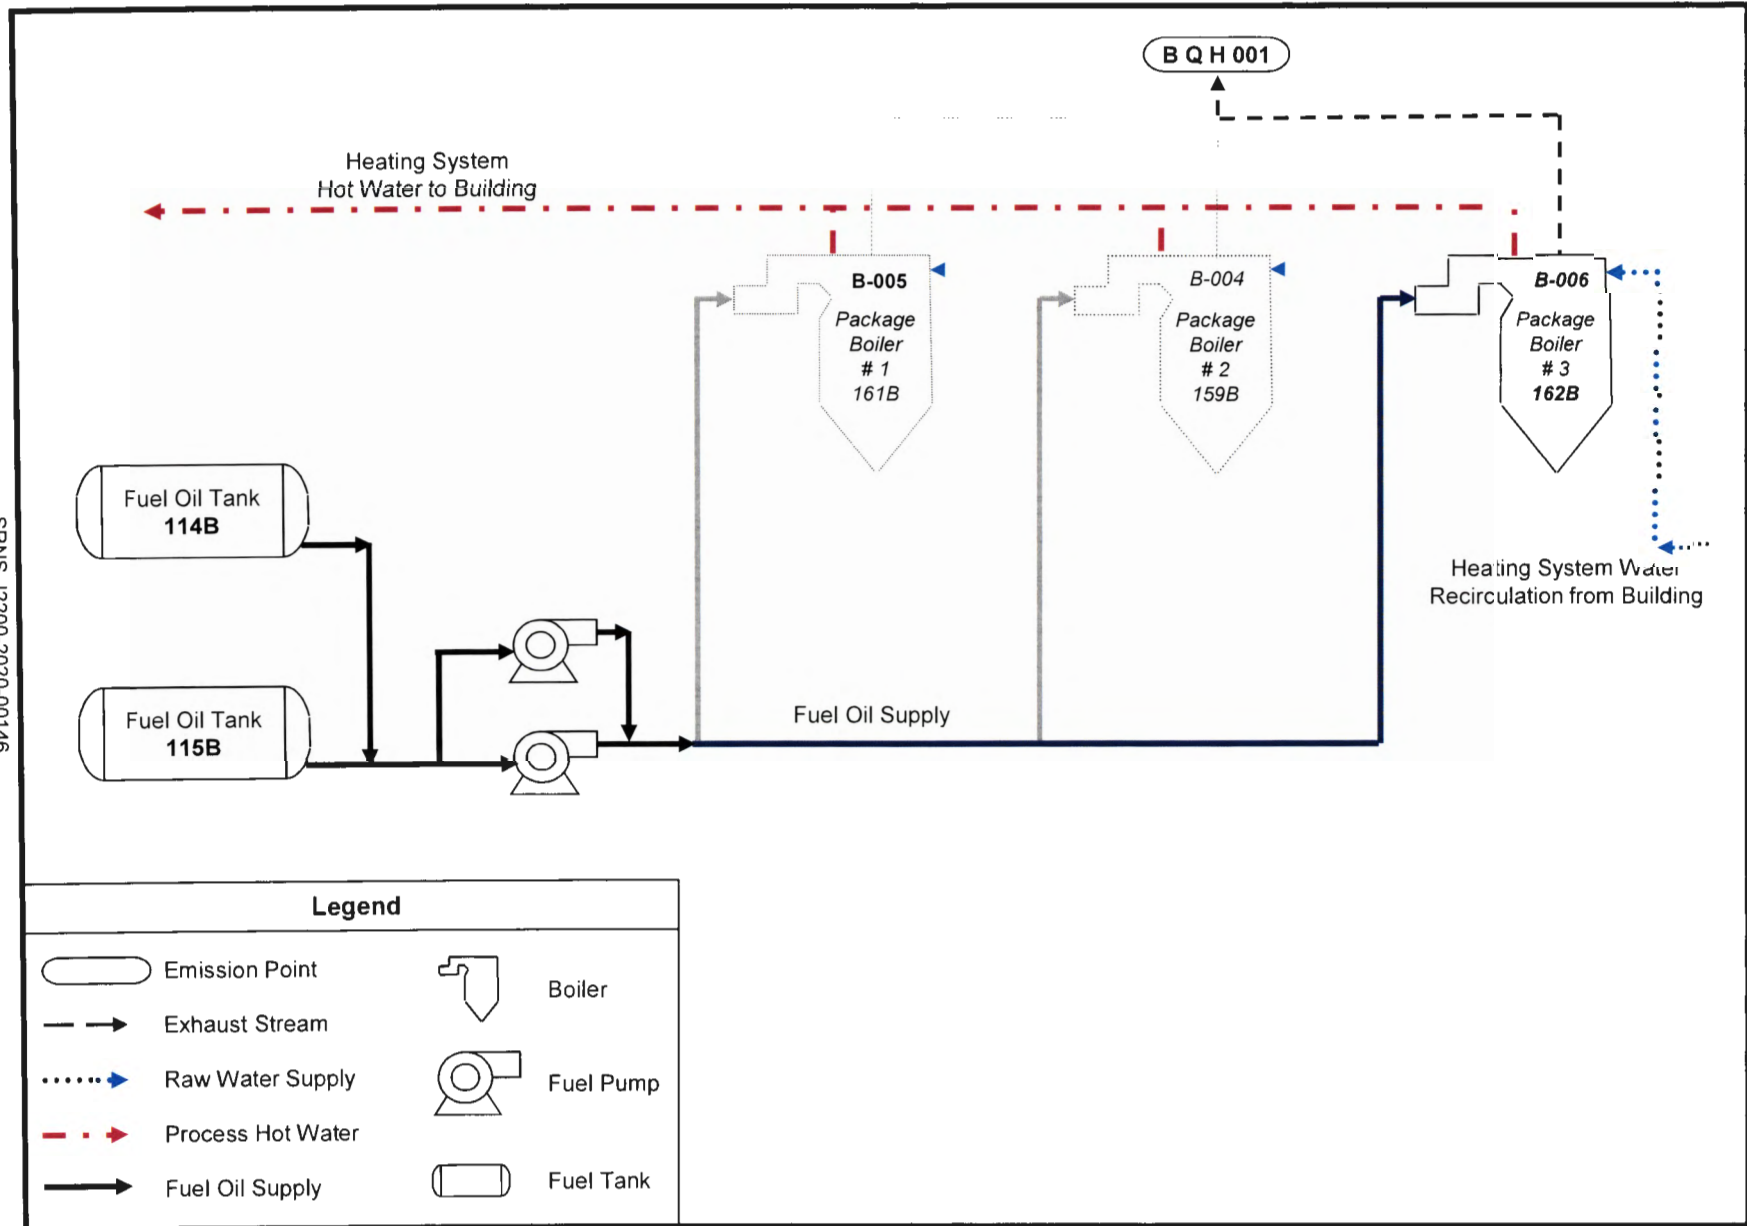 B Q H 001
Heating System
Hot Water to Building
B-005
Package
Boiler
# 1
161B
B-004
Package
Boiler
# 2
159B
B-006
Package
Boiler
# 3
162B
Fuel Oil Tank
114B
Heating System Water
Recirculation from Building
Fuel Oil Tank
115B
Fuel Oil Supply
Legend
Emission Point
Exhaust Stream
Raw Water Supply
Process Hot Water
Fuel Oil Supply
Boiler
Fuel Pump
Fuel Tank